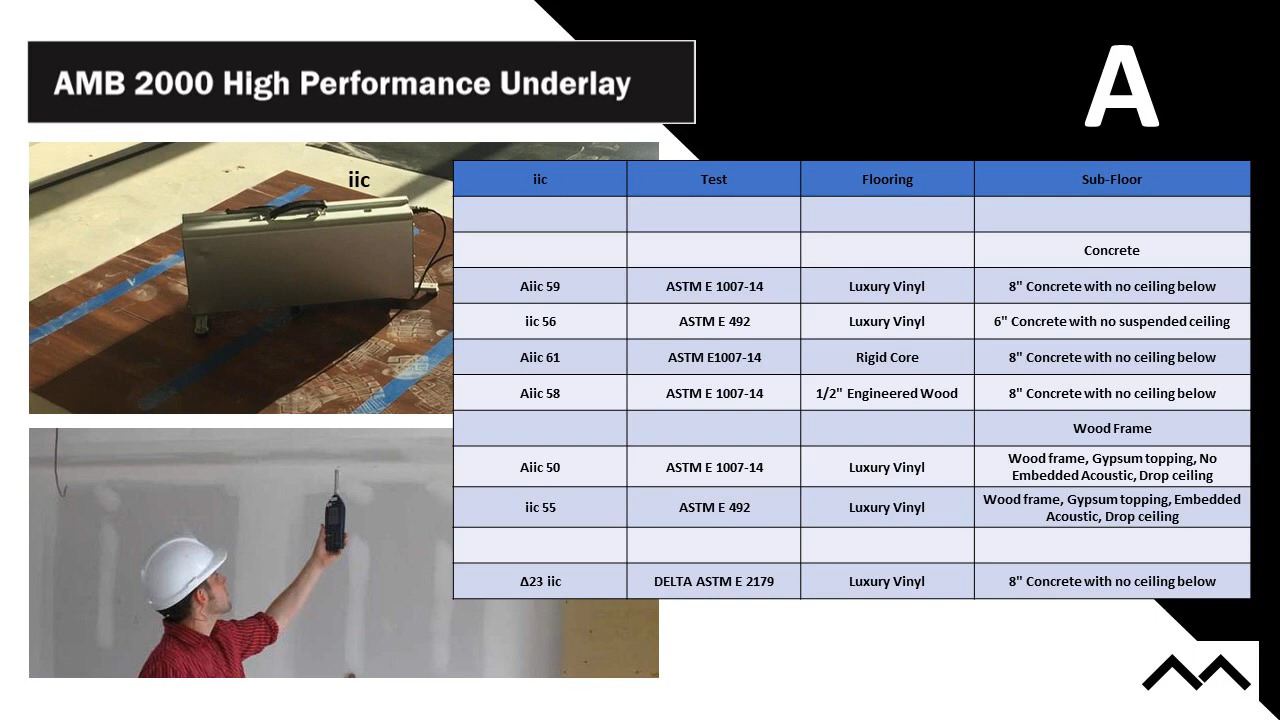 AMB 2000 High Performance Underlay
A
iic
iic Test Flooring Sub-Floor
Concrete
Aiic 59 ASTM E 1007-14 Luxury Vinyl 8" Concrete with no ceiling below
iic 56 ASTM E 492 Luxury Vinyl 6" Concrete with no suspended ceiling
Aiic 61 ASTM E1007-14 Rigid Core 8" Concrete with no ceiling below
Aiic 58 ASTM E 1007-14 1/2" Engineered Wood 8" Concrete with no ceiling below
Wood Frame
Aiic 50 ASTM E 1007-14 Luxury Vinyl Wood frame, Gypsum topping, No
Embedded Acoustic, Drop ceiling
iic 55 ASTM E 492 Luxury Vinyl Wood frame, Gypsum topping, Embedded
Acoustic, Drop ceiling
Δ23 iic DELTA ASTM E 2179 Luxury Vinyl 8" Concrete with no ceiling below